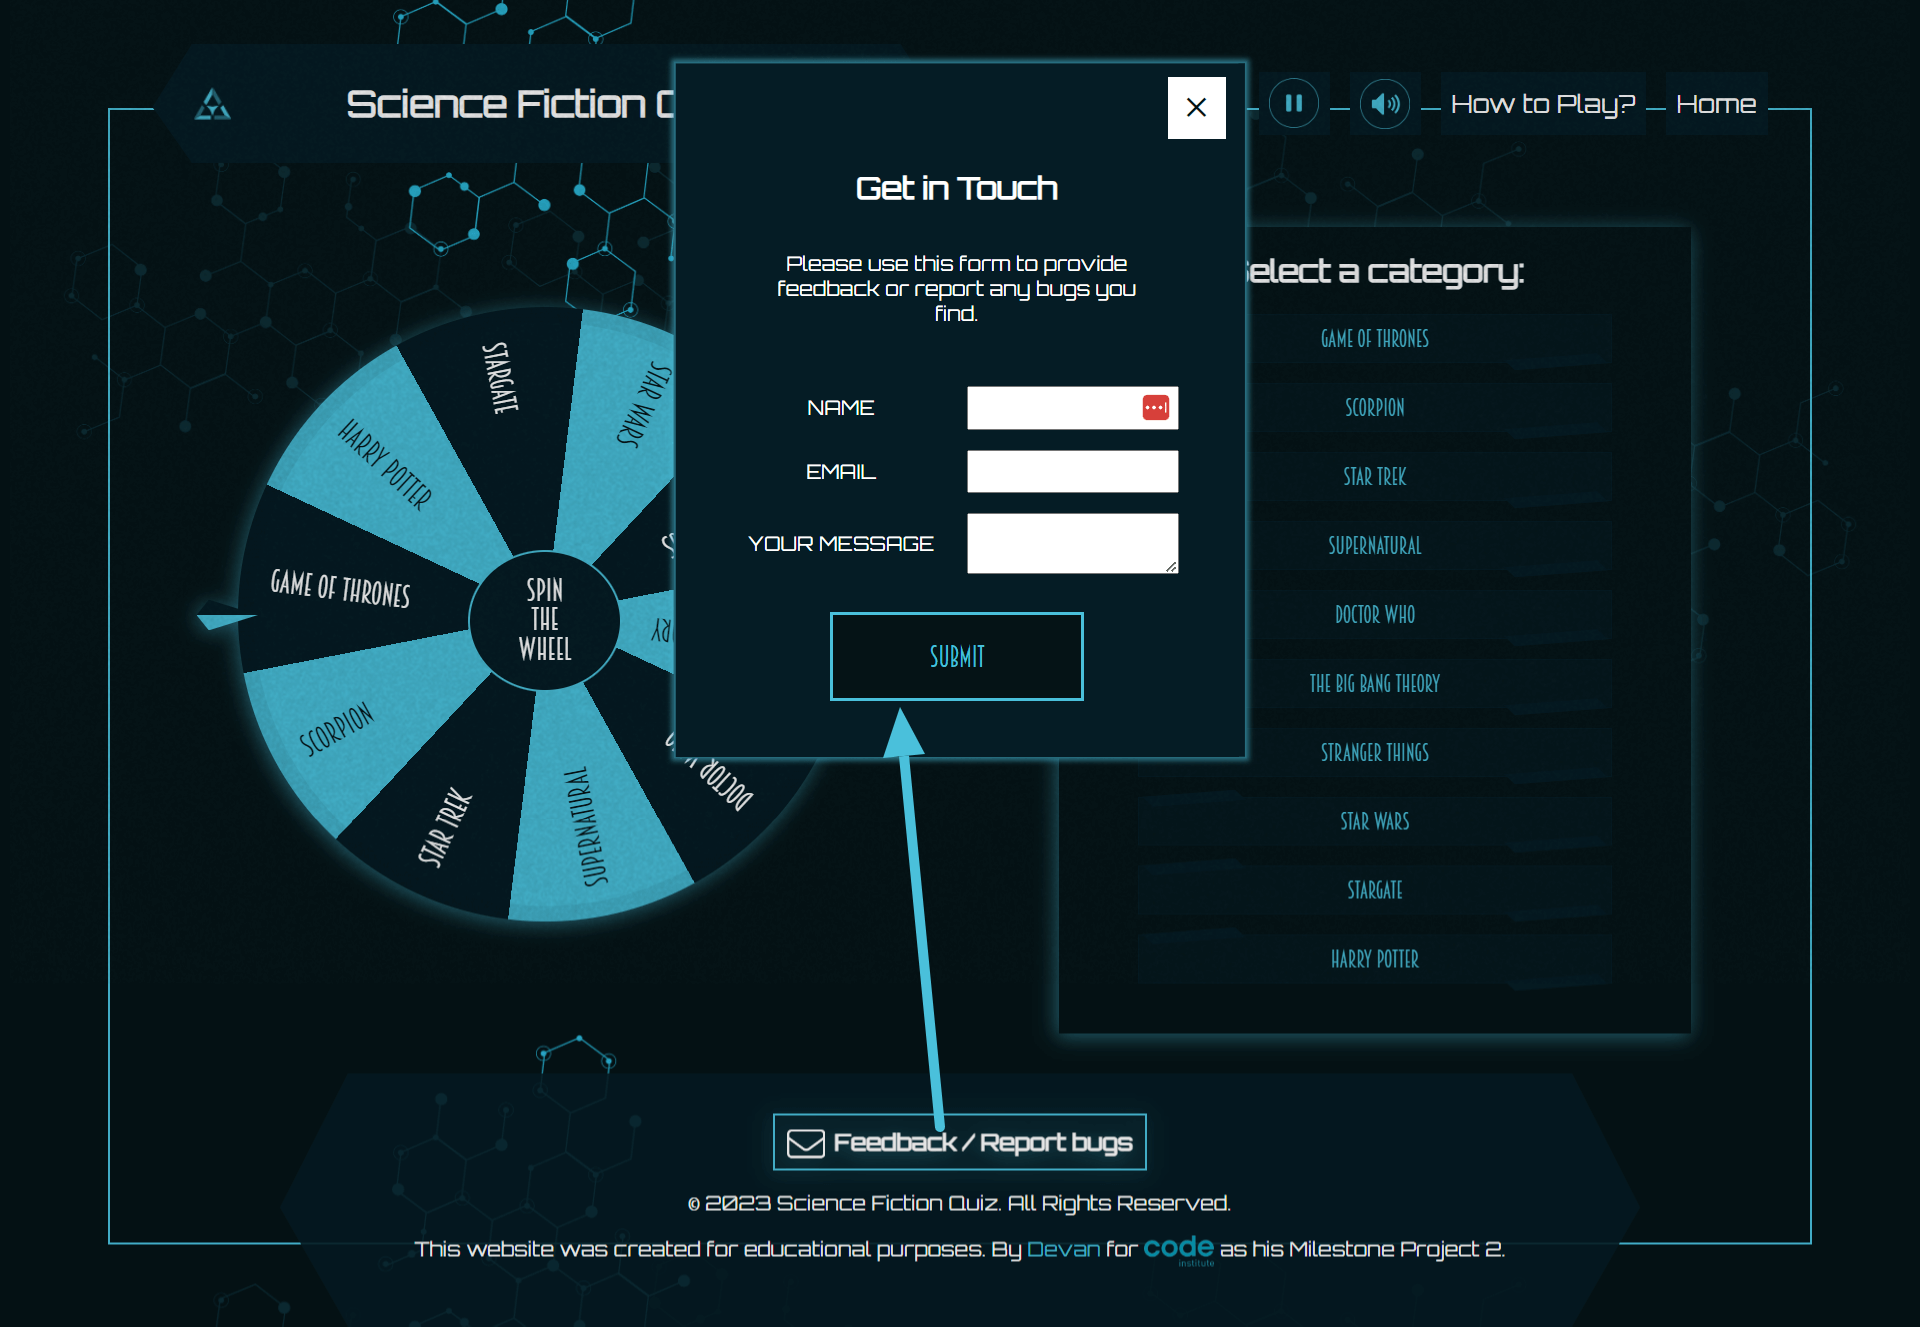 Science Fiction
How to Play?
Home
Get in Touch
Please use this form to provide
feedback or report any bugs you
find.
NAME
EMAIL
YOUR MESSAGE
SUBMIT
STARGATE
STAR WARS
HARRY POTTER
GAME OF THRONES
SCORPION
STAR TREK
SUPERNATURAL
DOCTOR
SPIN
THE
WHEEL
elect a category:
GAME OF THRONES
SCORPION
STAR TREK
SUPERNATURAL
DOCTOR WHO
THE BIG BANG THEORY
STRANGER THINGS
STAR WARS
STARGATE
HARRY POTTER
Feedback / Report bugs
© 2023 Science Fiction Quiz. All Rights Reserved.
This website was created for educational purposes. By Devan for code institute as his Milestone Project 2.